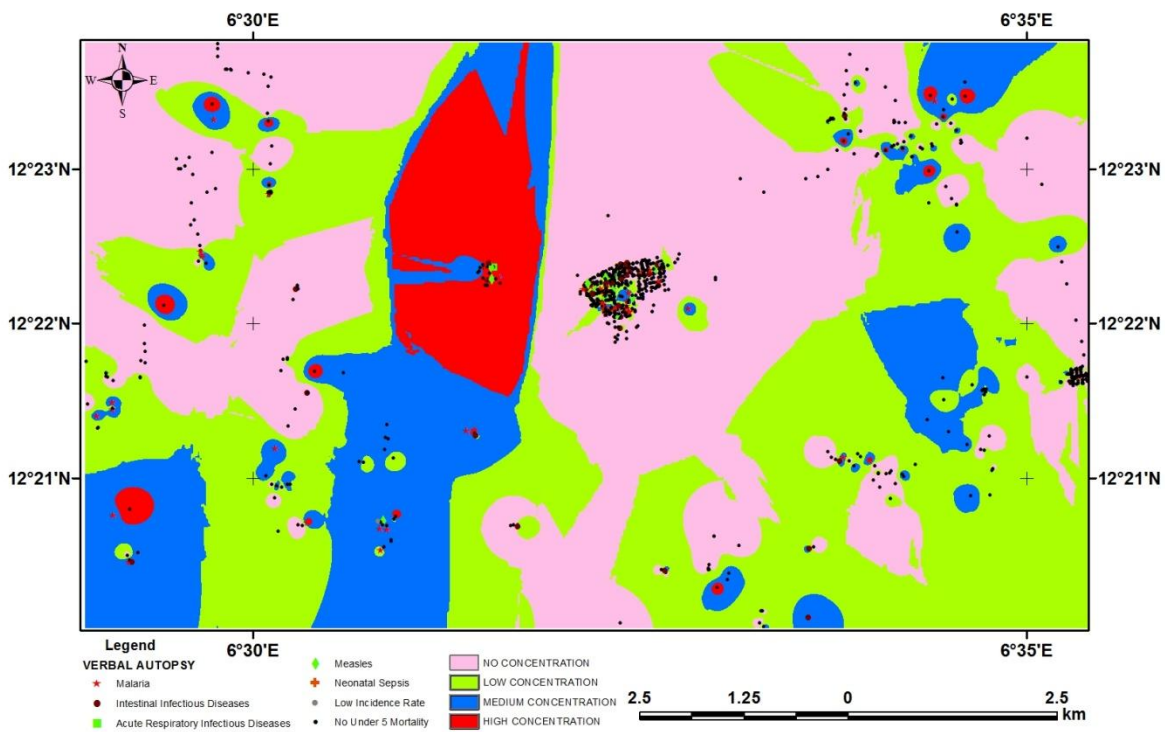 6°30'E 6°35'E
N
W E
S
12°23'N 12°23'N
12°22'N 12°22'N
12°21'N 12°21'N
6°30'E 6°35'E
Legend
VERBAL AUTOPSY
Malaria
Intestinal Infectious Diseases
Acute Respiratory Infectious Diseases
Measles
Neonatal Sepsis
Low Incidence Rate
No Under 5 Mortality
NO CONCENTRATION
LOW CONCENTRATION
MEDIUM CONCENTRATION
HIGH CONCENTRATION
2.5 1.25 0 2.5
km